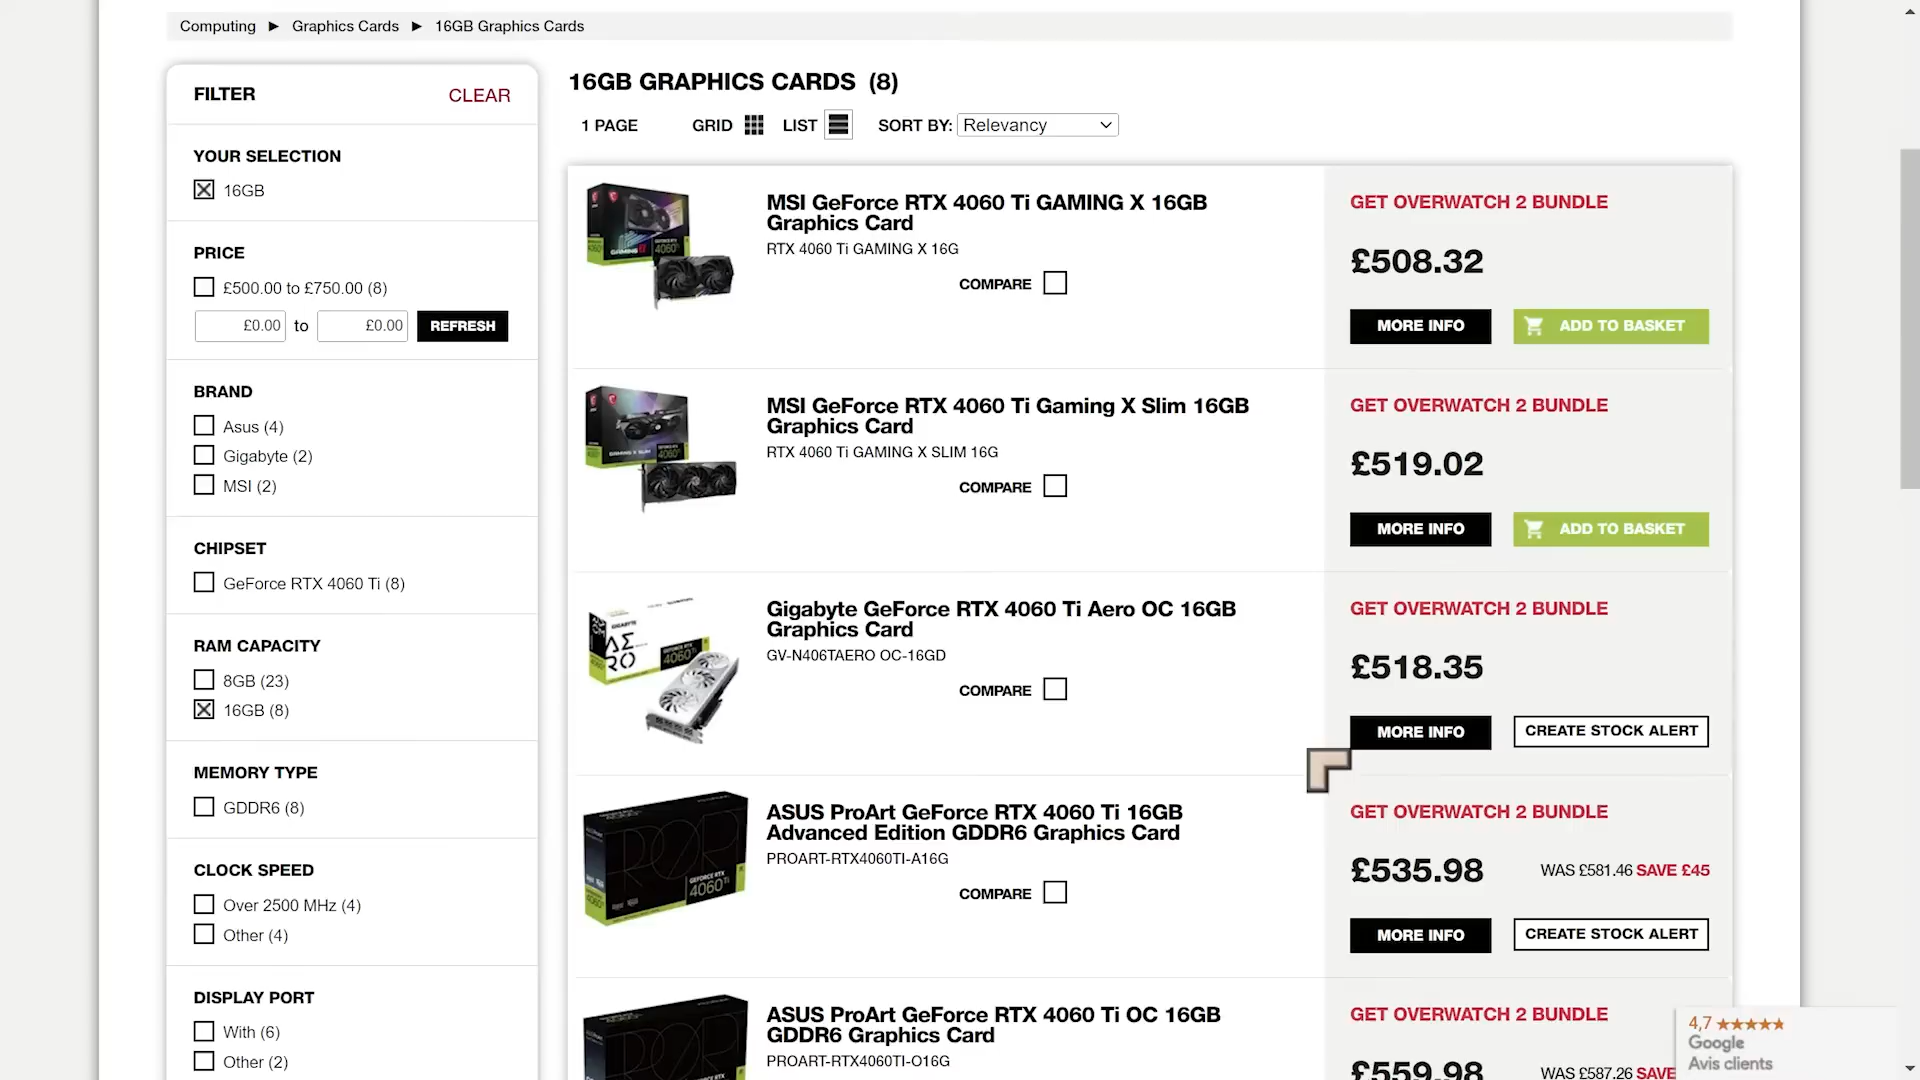 Computing ► Graphics Cards ► 16GB Graphics Cards
FILTER
CLEAR
YOUR SELECTION
16GB
PRICE
£500.00 to £750.00 (8)
£0.00 to £0.00 REFRESH
BRAND
Asus (4)
Gigabyte (2)
MSI (2)
CHIPSET
GeForce RTX 4060 Ti (8)
RAM CAPACITY
8GB (23)
16GB (8)
MEMORY TYPE
GDDR6 (8)
CLOCK SPEED
Over 2500 MHz (4)
Other (4)
DISPLAY PORT
With (6)
Other (2)
16GB GRAPHICS CARDS (8)
1 PAGE GRID LIST SORT BY: Relevancy
MSI GeForce RTX 4060 Ti GAMING X 16GB
Graphics Card
RTX 4060 Ti GAMING X 16G
COMPARE
GET OVERWATCH 2 BUNDLE
£508.32
MORE INFO ADD TO BASKET
MSI GeForce RTX 4060 Ti Gaming X Slim 16GB
Graphics Card
RTX 4060 Ti GAMING X SLIM 16G
COMPARE
GET OVERWATCH 2 BUNDLE
£519.02
MORE INFO ADD TO BASKET
Gigabyte GeForce RTX 4060 Ti Aero OC 16GB
Graphics Card
GV-N406TAERO OC-16GD
COMPARE
GET OVERWATCH 2 BUNDLE
£518.35
MORE INFO CREATE STOCK ALERT
ASUS ProArt GeForce RTX 4060 Ti 16GB
Advanced Edition GDDR6 Graphics Card
PROART-RTX4060TI-A16G
COMPARE
GET OVERWATCH 2 BUNDLE
£535.98 WAS £581.46 SAVE £45
MORE INFO CREATE STOCK ALERT
ASUS ProArt GeForce RTX 4060 Ti OC 16GB
GDDR6 Graphics Card
PROART-RTX4060TI-O16G
GET OVERWATCH 2 BUNDLE
£559.98 WAS £587.26 SAVE
4,7
Google
Avis clients